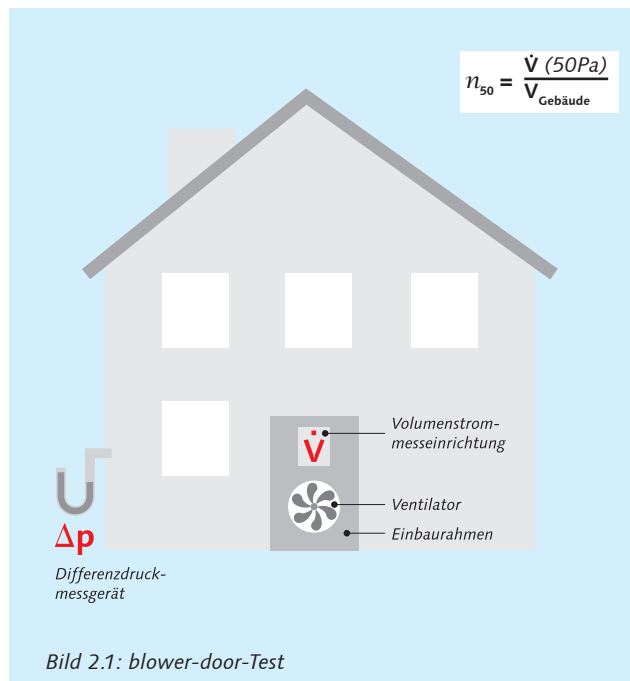 n₅₀ = V̇ (50Pa) / V_Gebäude
Volumenstrom-
messeinrichtung
V̇
Ventilator
Einbaurahmen
Δp
Differenzdruck-
messgerät
Bild 2.1: blower-door-Test